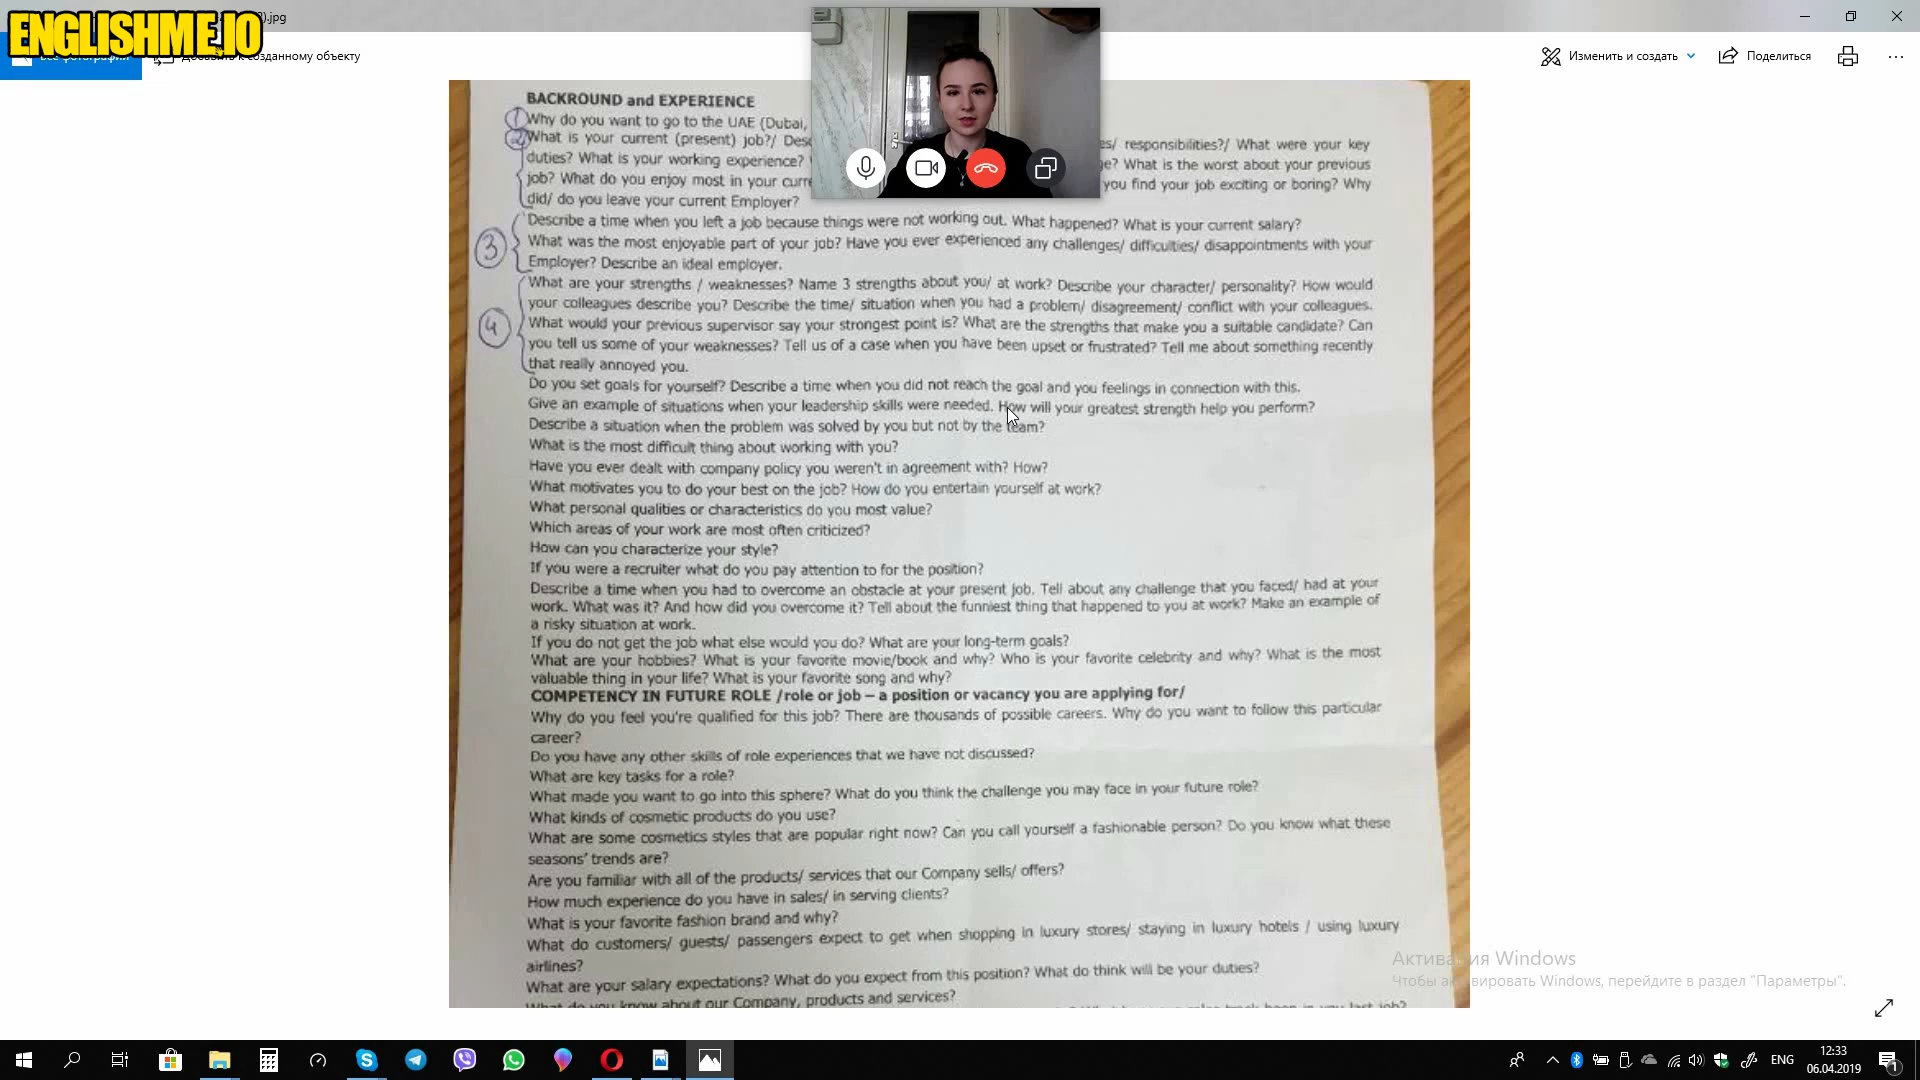 ENGLISHME.IO
).jpg
Все фотографии
Добавить к созданному объекту
Изменить и создать
Поделиться
BACKROUND and EXPERIENCE
1 Why do you want to go to the UAE (Dubai,
2 What is your current (present) job?/ Desc es/ responsibilities?/ What were your key
duties? What is your working experience? ge? What is the worst about your previous
job? What do you enjoy most in your curre you find your job exciting or boring? Why
did/ do you leave your current Employer?
Describe a time when you left a job because things were not working out. What happened? What is your current salary?
3 What was the most enjoyable part of your job? Have you ever experienced any challenges/ difficulties/ disappointments with your
Employer? Describe an ideal employer.
What are your strengths / weaknesses? Name 3 strengths about you/ at work? Describe your character/ personality? How would
your colleagues describe you? Describe the time/ situation when you had a problem/ disagreement/ conflict with your colleagues.
4 What would your previous supervisor say your strongest point is? What are the strengths that make you a suitable candidate? Can
you tell us some of your weaknesses? Tell us of a case when you have been upset or frustrated? Tell me about something recently
that really annoyed you.
Do you set goals for yourself? Describe a time when you did not reach the goal and you feelings in connection with this.
Give an example of situations when your leadership skills were needed. How will your greatest strength help you perform?
Describe a situation when the problem was solved by you but not by the team?
What is the most difficult thing about working with you?
Have you ever dealt with company policy you weren't in agreement with? How?
What motivates you to do your best on the job? How do you entertain yourself at work?
What personal qualities or characteristics do you most value?
Which areas of your work are most often criticized?
How can you characterize your style?
If you were a recruiter what do you pay attention to for the position?
Describe a time when you had to overcome an obstacle at your present job. Tell about any challenge that you faced/ had at your
work. What was it? And how did you overcome it? Tell about the funniest thing that happened to you at work? Make an example of
a risky situation at work.
If you do not get the job what else would you do? What are your long-term goals?
What are your hobbies? What is your favorite movie/book and why? Who is your favorite celebrity and why? What is the most
valuable thing in your life? What is your favorite song and why?
COMPETENCY IN FUTURE ROLE /role or job – a position or vacancy you are applying for/
Why do you feel you're qualified for this job? There are thousands of possible careers. Why do you want to follow this particular
career?
Do you have any other skills of role experiences that we have not discussed?
What are key tasks for a role?
What made you want to go into this sphere? What do you think the challenge you may face in your future role?
What kinds of cosmetic products do you use?
What are some cosmetics styles that are popular right now? Can you call yourself a fashionable person? Do you know what these
seasons' trends are?
Are you familiar with all of the products/ services that our Company sells/ offers?
How much experience do you have in sales/ in serving clients?
What is your favorite fashion brand and why?
What do customers/ guests/ passengers expect to get when shopping in luxury stores/ staying in luxury hotels / using luxury
airlines?
What are your salary expectations? What do you expect from this position? What do think will be your duties?
What do you know about our Company, products and services?
Активация Windows
Чтобы активировать Windows, перейдите в раздел "Параметры".
ENG
12:33
06.04.2019
1